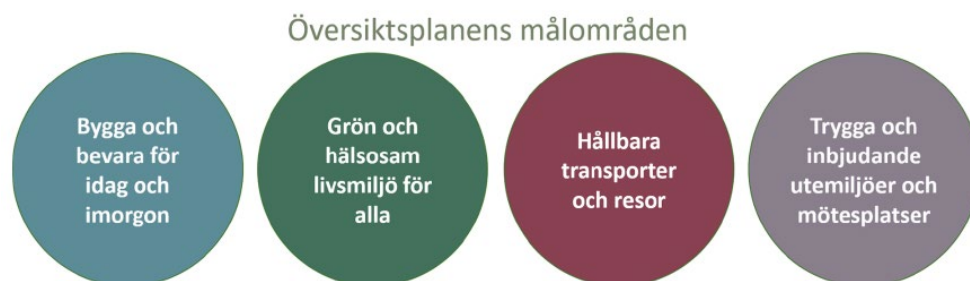 Översiktsplanens målområden
Bygga och
bevara för
idag och
imorgon
Grön och
hälsosam
livsmiljö för
alla
Hållbara
transporter
och resor
Trygga och
inbjudande
utemiljöer och
mötesplatser